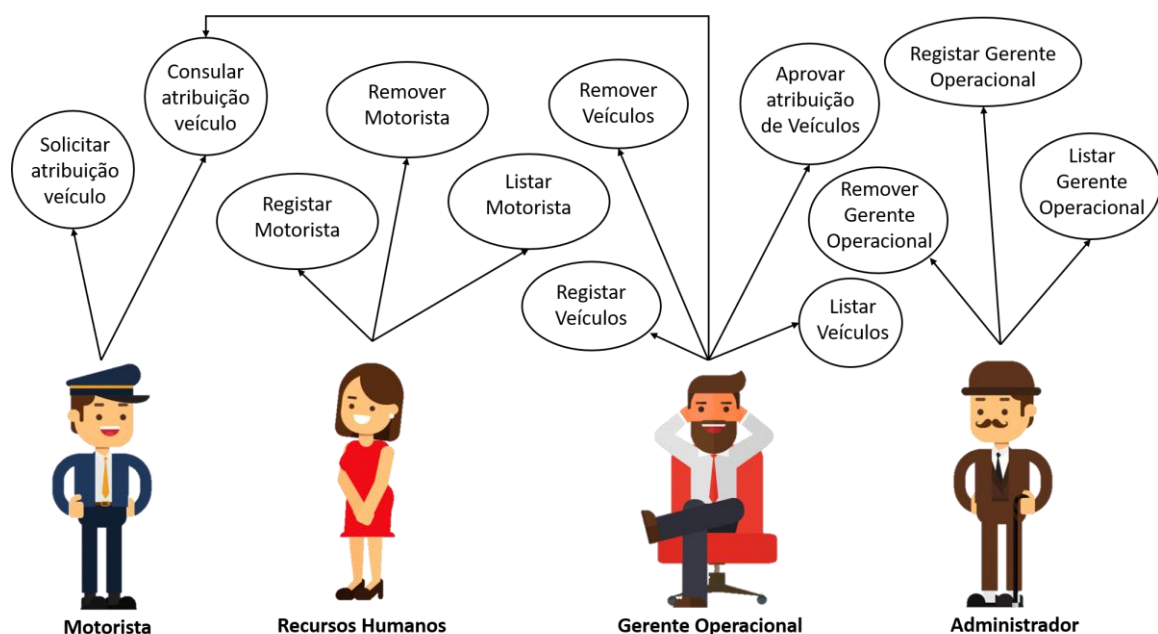 Solicitar
atribuição
veículo
Consular
atribuição
veículo
Registar
Motorista
Remover
Motorista
Listar
Motorista
Remover
Veículos
Registar
Veículos
Aprovar
atribuição
de Veículos
Listar
Veículos
Registar Gerente
Operacional
Remover
Gerente
Operacional
Listar
Gerente
Operacional
Motorista
Recursos Humanos
Gerente Operacional
Administrador